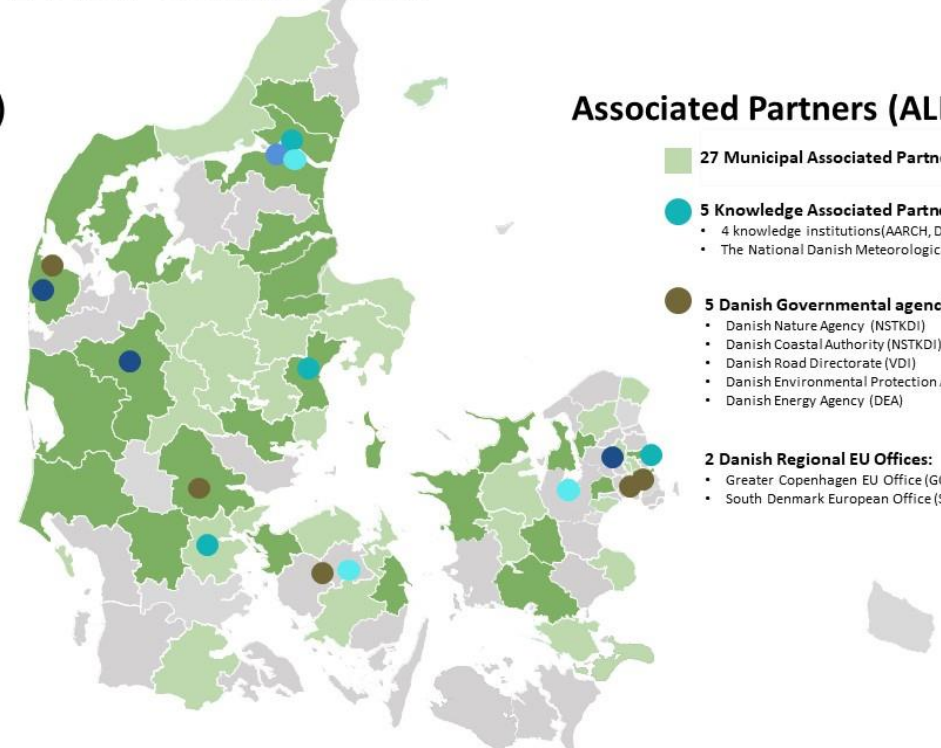 )
Associated Partners (AL
27 Municipal Associated Partn
5 Knowledge Associated Partn
• 4 knowledge institutions(AARCH, D
• The National Danish Meteorologic
5 Danish Governmental agenc
• Danish Nature Agency (NSTKDI)
• Danish Coastal Authority (NSTKDI)
• Danish Road Directorate (VDI)
• Danish Environmental Protection
• Danish Energy Agency (DEA)
2 Danish Regional EU Offices:
• Greater Copenhagen EU Office (G
• South Denmark European Office (